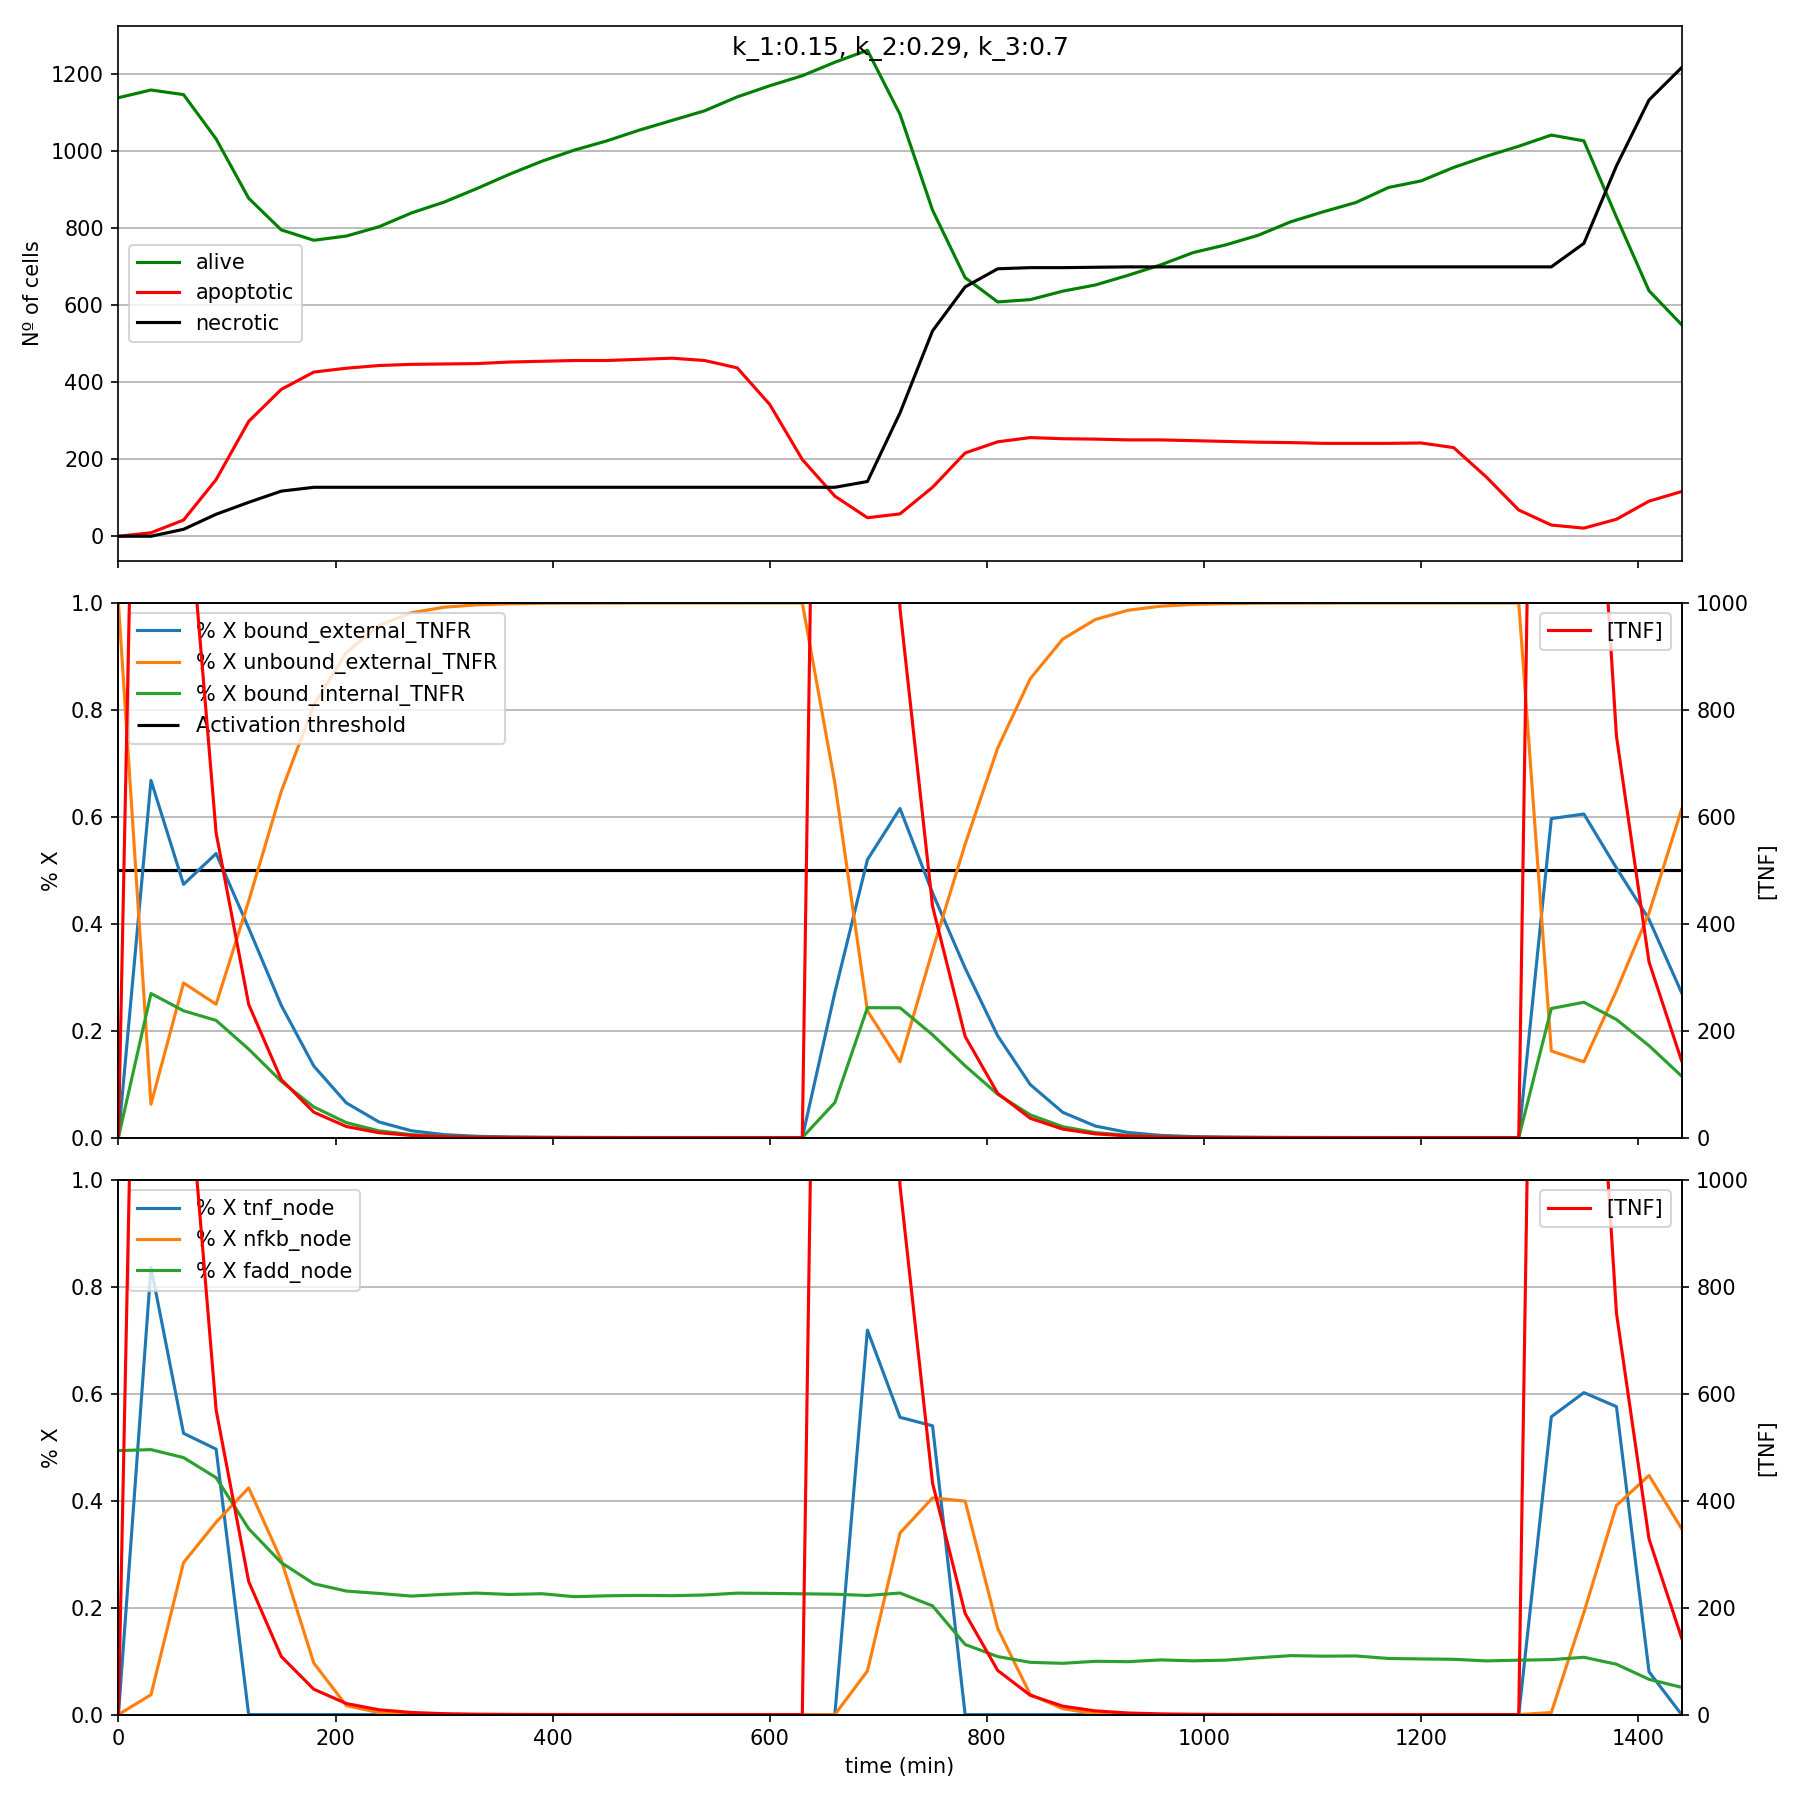 k_1:0.15, k_2:0.29, k_3:0.7
1200
1000
800
600
400
200
0
Nº of cells
alive
apoptotic
necrotic
1.0
0.8
0.6
0.4
0.2
0.0
% X
% X bound_external_TNFR
% X unbound_external_TNFR
% X bound_internal_TNFR
Activation threshold
[TNF]
1000
800
600
400
200
0
[TNF]
1.0
0.8
0.6
0.4
0.2
0.0
% X
% X tnf_node
% X nfkb_node
% X fadd_node
[TNF]
1000
800
600
400
200
0
[TNF]
0 200 400 600 800 1000 1200 1400
time (min)